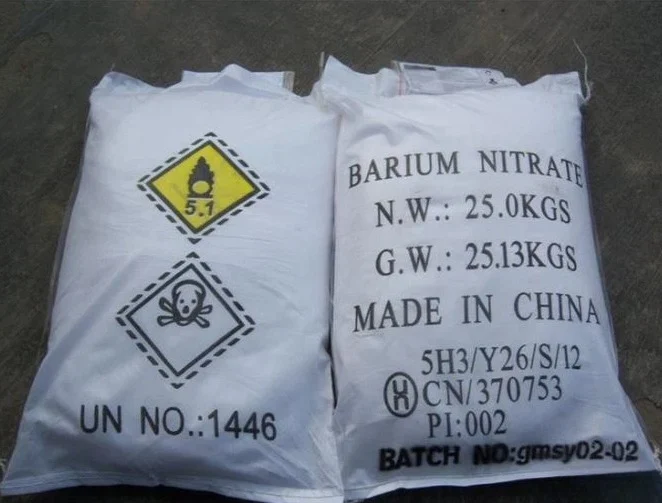 5.1
UN NO.:1446
BARIUM NITRATE
N.W.: 25.0KGS
G.W.: 25.13KGS
MADE IN CHINA
5H3/Y26/S/12
CN/370753
PI:002
BATCH NO:gmsy02-02